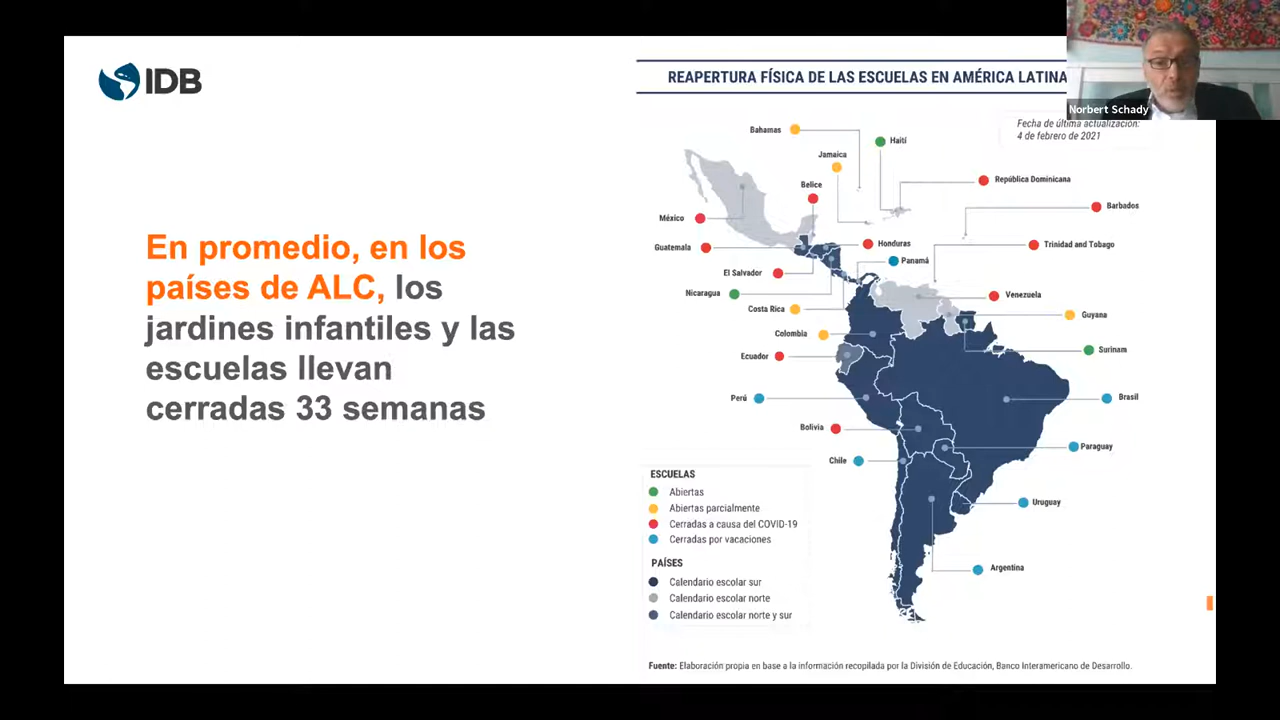 IDB
REAPERTURA FÍSICA DE LAS ESCUELAS EN AMÉRICA LATINA
Norbert Schady
Fecha de última actualización:
4 de febrero de 2021
Bahamas
Haití
Jamaica
República Dominicana
Belice
Barbados
México
Guatemala
Honduras
Trinidad and Tobago
El Salvador
Panamá
Nicaragua
Venezuela
Costa Rica
Guyana
Colombia
Surinam
Ecuador
Perú
Brasil
Bolivia
Paraguay
Chile
Uruguay
Argentina
En promedio, en los
países de ALC, los
jardines infantiles y las
escuelas llevan
cerradas 33 semanas
ESCUELAS
Abiertas
Abiertas parcialmente
Cerradas a causa del COVID-19
Cerradas por vacaciones
PAÍSES
Calendario escolar sur
Calendario escolar norte
Calendario escolar norte y sur
Fuente: Elaboración propia en base a la información recopilada por la División de Educación, Banco Interamericano de Desarrollo.